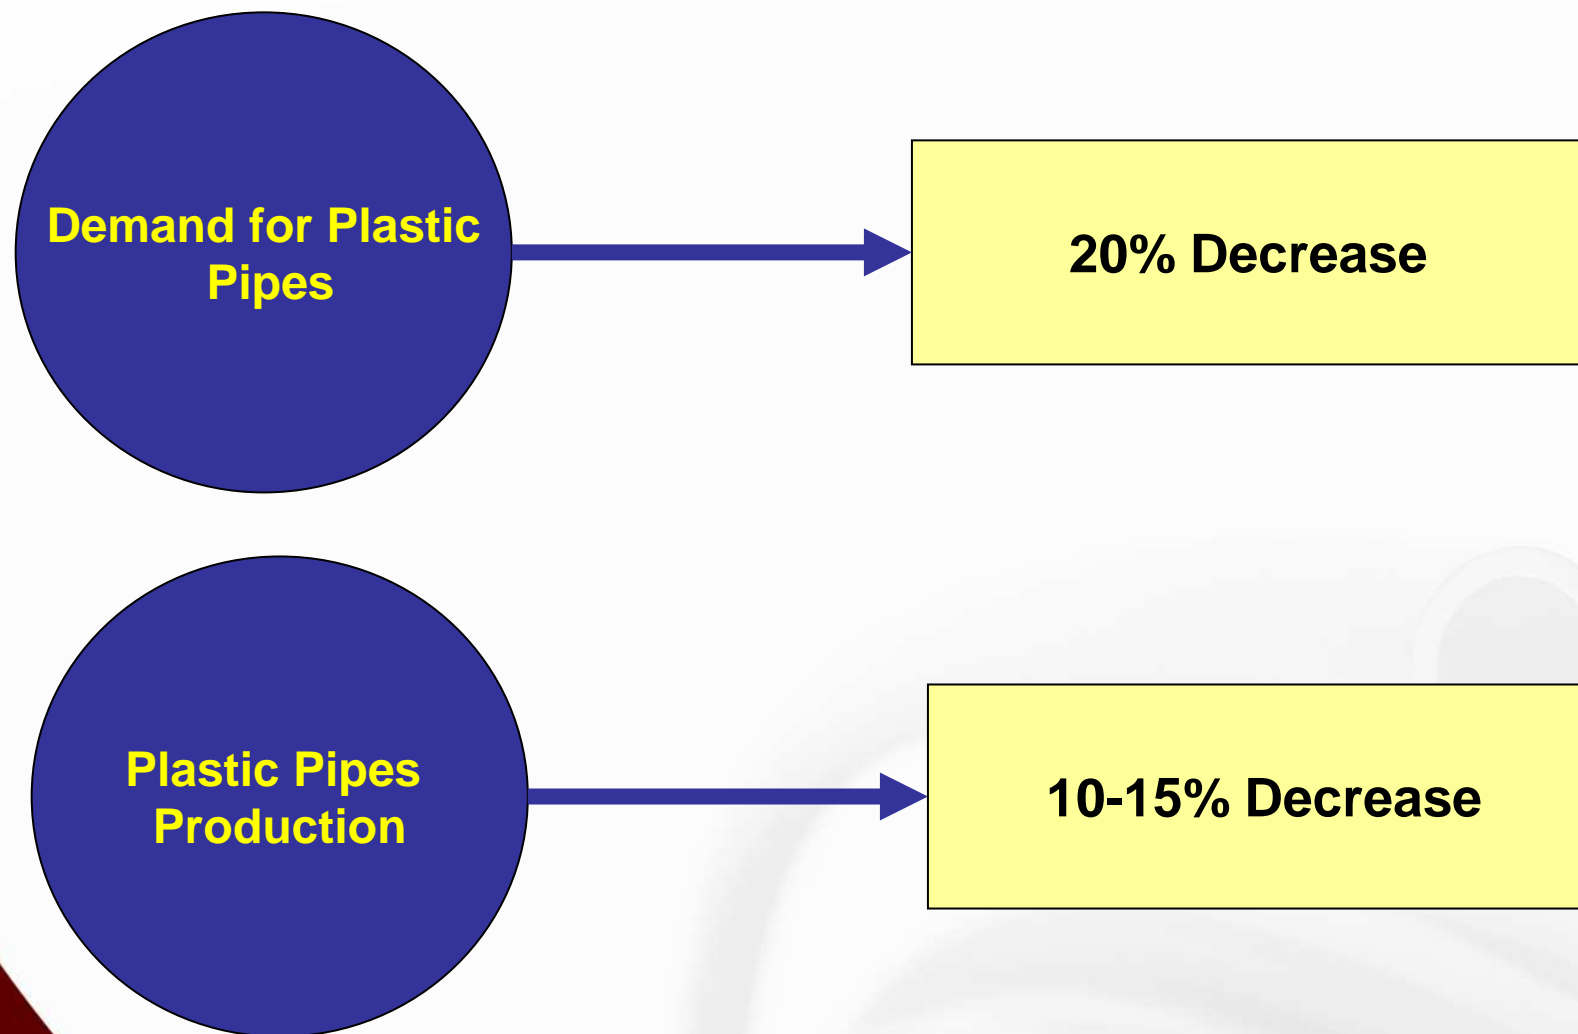 Demand for Plastic
Pipes
20% Decrease
Plastic Pipes
Production
10-15% Decrease